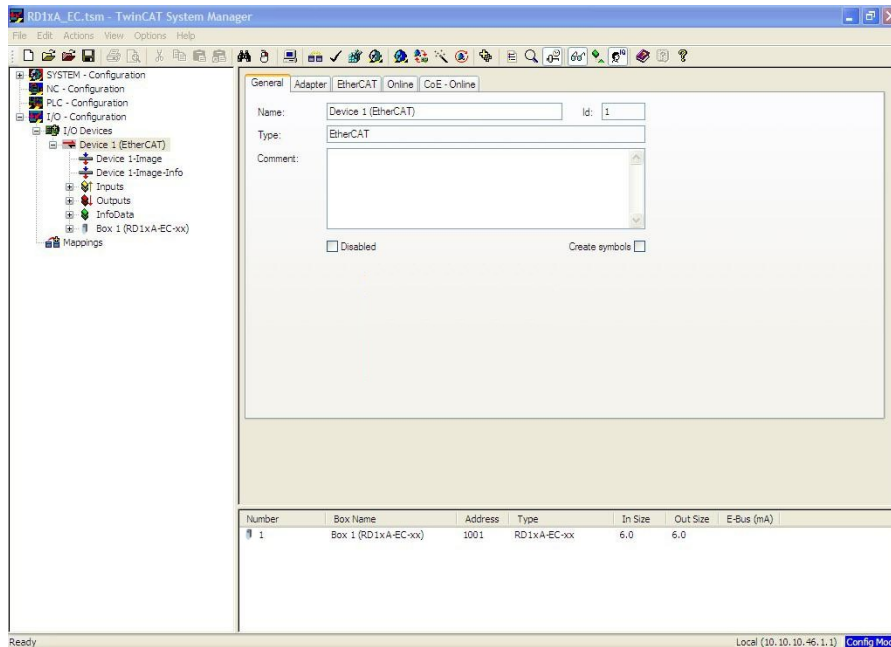 RD1xA_EC.tsm - TwinCAT System Manager
File Edit Actions View Options Help
SYSTEM - Configuration
NC - Configuration
PLC - Configuration
I/O - Configuration
I/O Devices
Device 1 (EtherCAT)
Device 1-Image
Device 1-Image-Info
Inputs
Outputs
InfoData
Box 1 (RD1xA-EC-xx)
Mappings
General Adapter EtherCAT Online CoE - Online
Name: Device 1 (EtherCAT) Id: 1
Type: EtherCAT
Comment:
Disabled Create symbols
Number Box Name Address Type In Size Out Size E-Bus (mA)
1 Box 1 (RD1xA-EC-xx) 1001 RD1xA-EC-xx 6.0 6.0
Ready Local (10.10.10.46.1.1) Config Mod